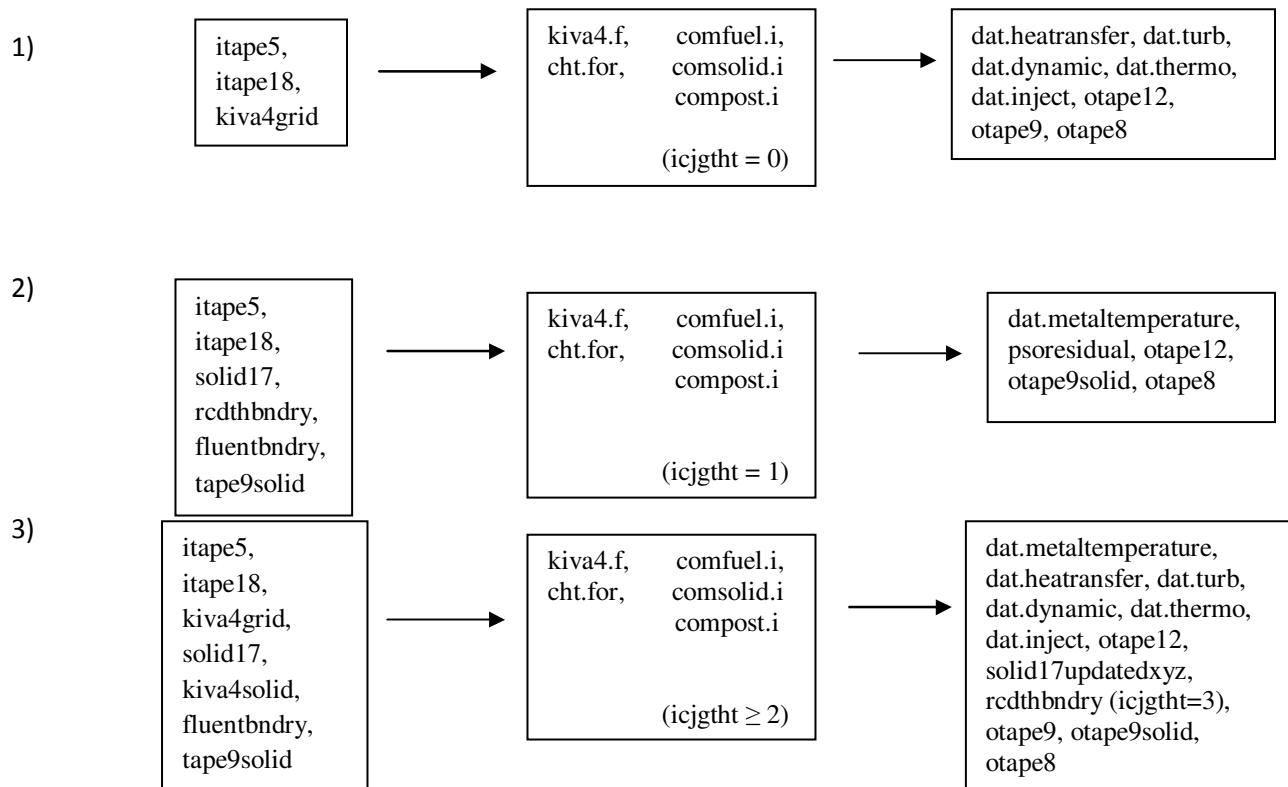 1)
itape5,
itape18,
kiva4grid
kiva4.f, comfuel.i,
cht.for, comsolid.i
compost.i
(icjgtht = 0)
dat.heatransfer, dat.turb,
dat.dynamic, dat.thermo,
dat.inject, otape12,
otape9, otape8
2)
itape5,
itape18,
solid17,
rcdthbndry,
fluentbndry,
tape9solid
kiva4.f, comfuel.i,
cht.for, comsolid.i
compost.i
(icjgtht = 1)
dat.metaltemperature,
psoresidual, otape12,
otape9solid, otape8
3)
itape5,
itape18,
kiva4grid,
solid17,
kiva4solid,
fluentbndry,
tape9solid
kiva4.f, comfuel.i,
cht.for, comsolid.i
compost.i
(icjgtht ≥ 2)
dat.metaltemperature,
dat.heatransfer, dat.turb,
dat.dynamic, dat.thermo,
dat.inject, otape12,
solid17updatedxyz,
rcdthbndry (icjgtht=3),
otape9, otape9solid,
otape8